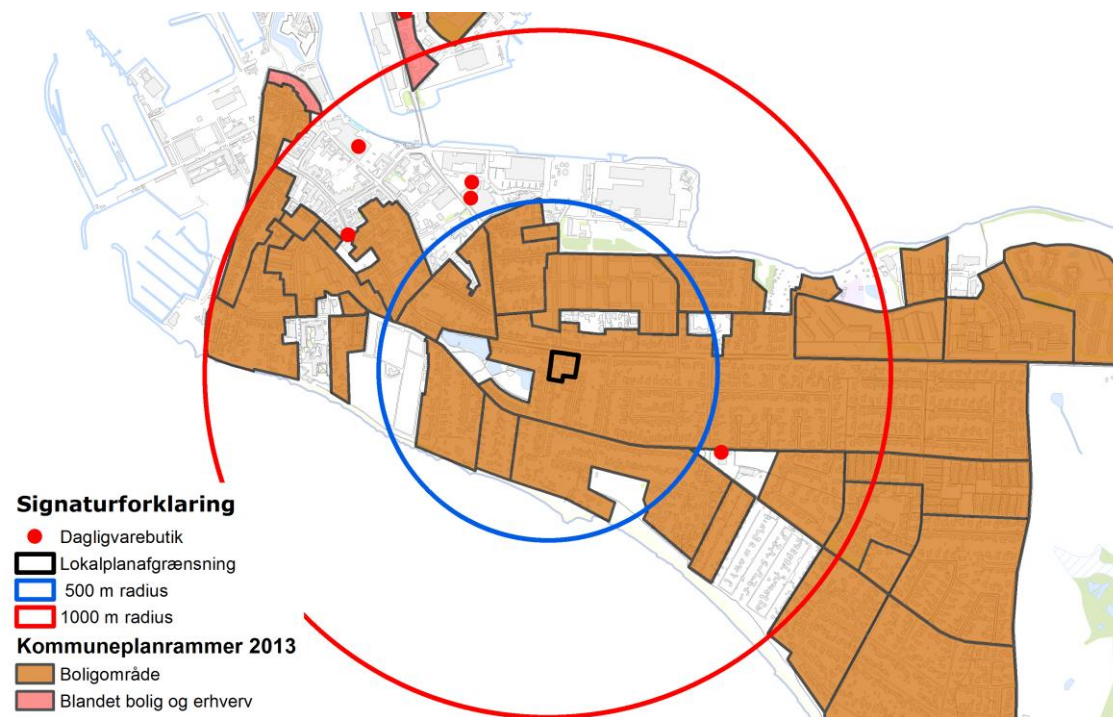 Signaturforklaring
Dagligvarebutik
Lokalplanafgrænsning
500 m radius
1000 m radius
Kommuneplanrammer 2013
Boligområde
Blandet bolig og erhverv